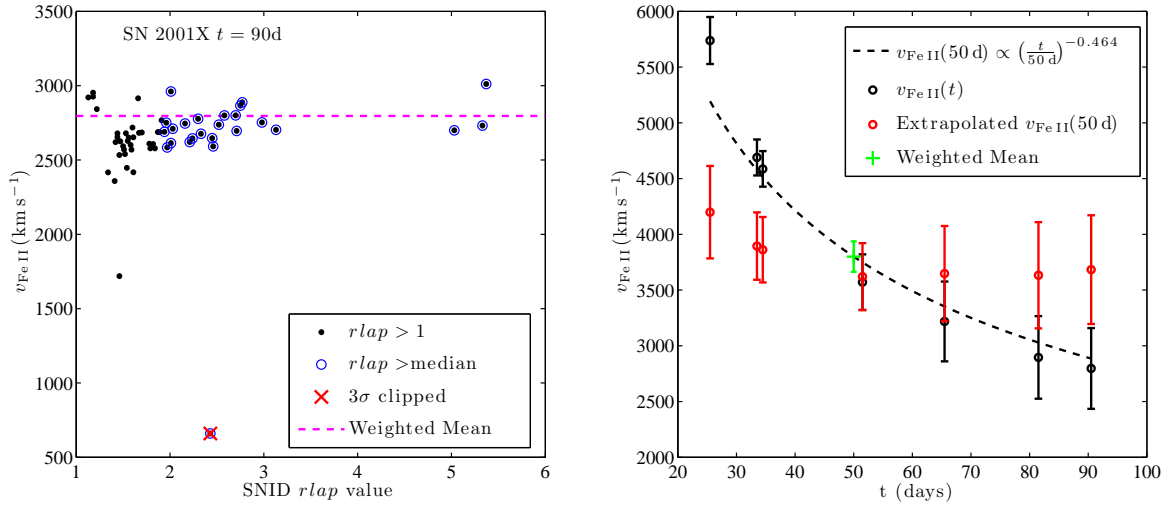 SN 2001X t = 90d
3500
3000
2500
2000
1500
1000
500
v_Fe II (km s^−1)
1 2 3 4 5 6
SNID rlap value
rlap > 1
rlap >median
3σ clipped
Weighted Mean
6000
5500
5000
4500
4000
3500
3000
2500
2000
v_Fe II (km s^−1)
20 30 40 50 60 70 80 90 100
t (days)
v_Fe II(50 d) ∝ (t/50 d)^−0.464
v_Fe II(t)
Extrapolated v_Fe II(50 d)
Weighted Mean